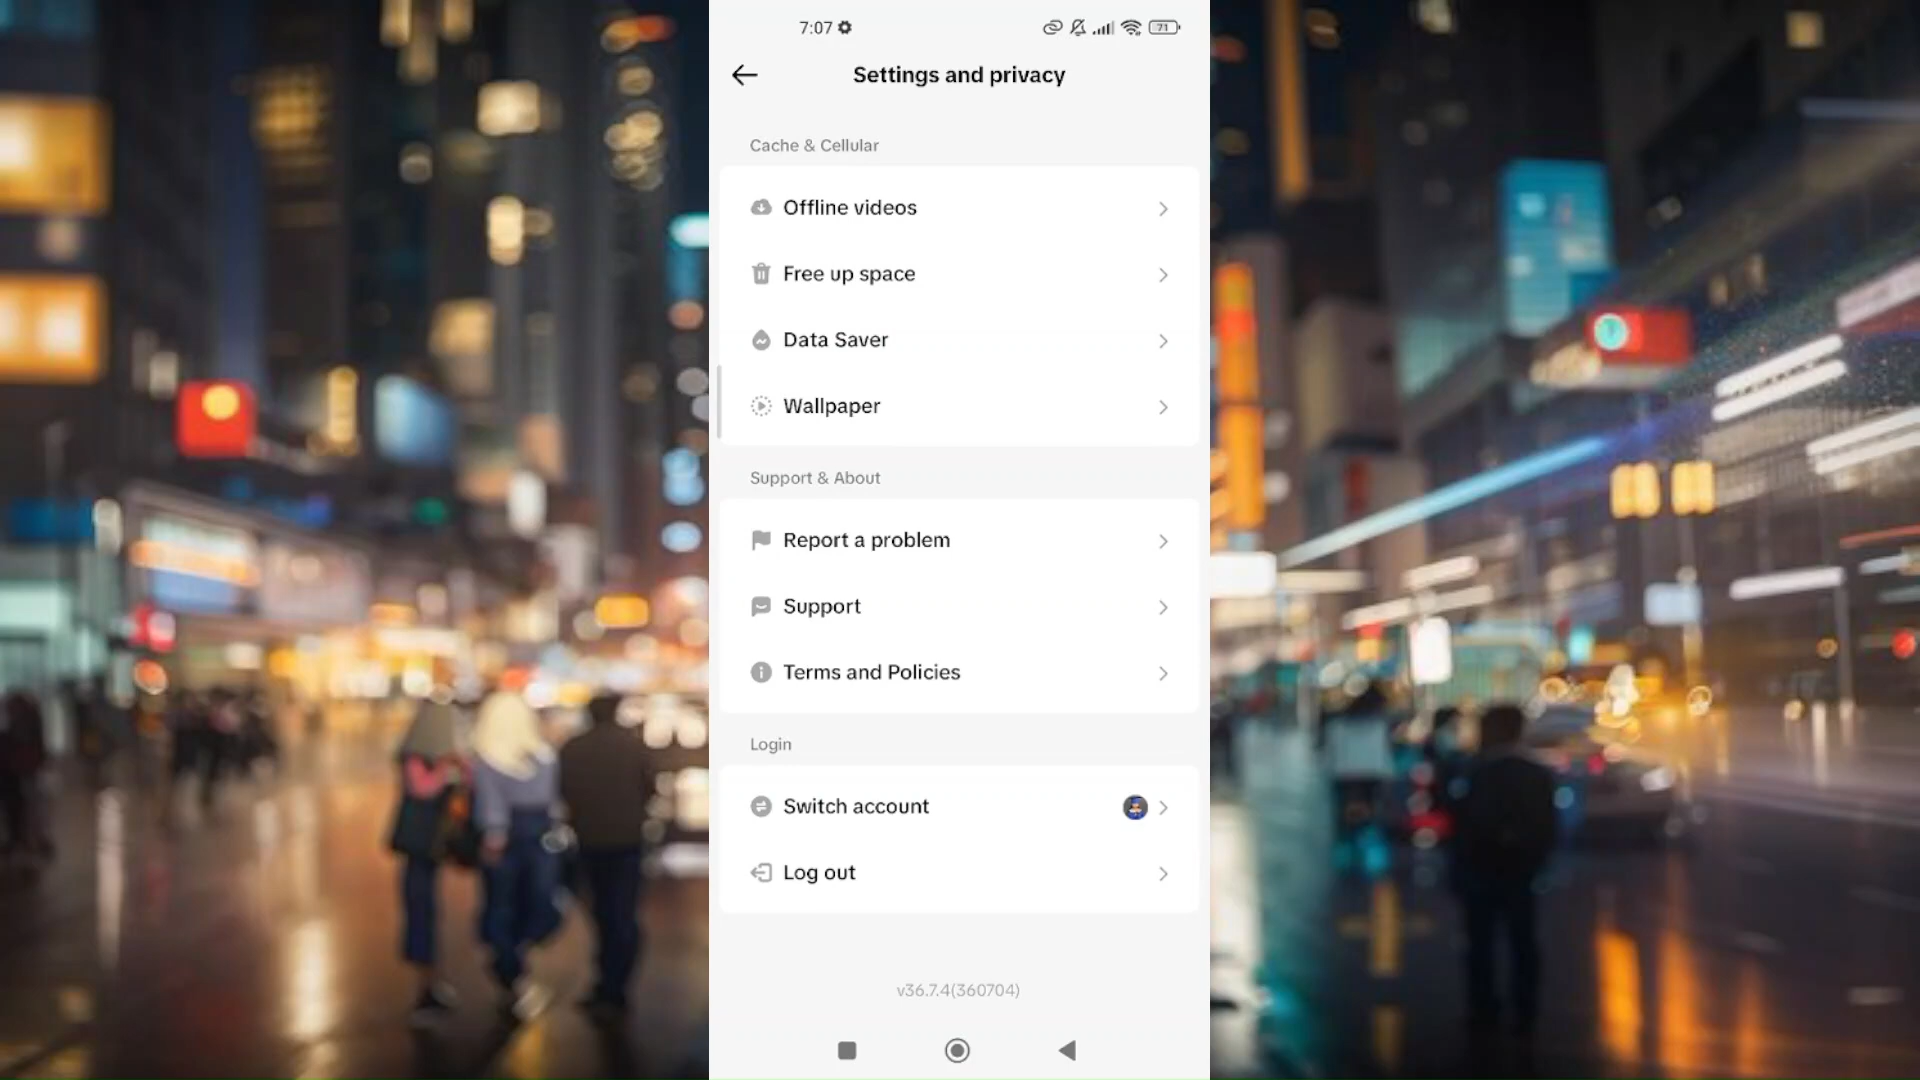 7:07
71
Settings and privacy
Cache & Cellular
Offline videos
Free up space
Data Saver
Wallpaper
Support & About
Report a problem
Support
Terms and Policies
Login
Switch account
Log out
v36.7.4(360704)